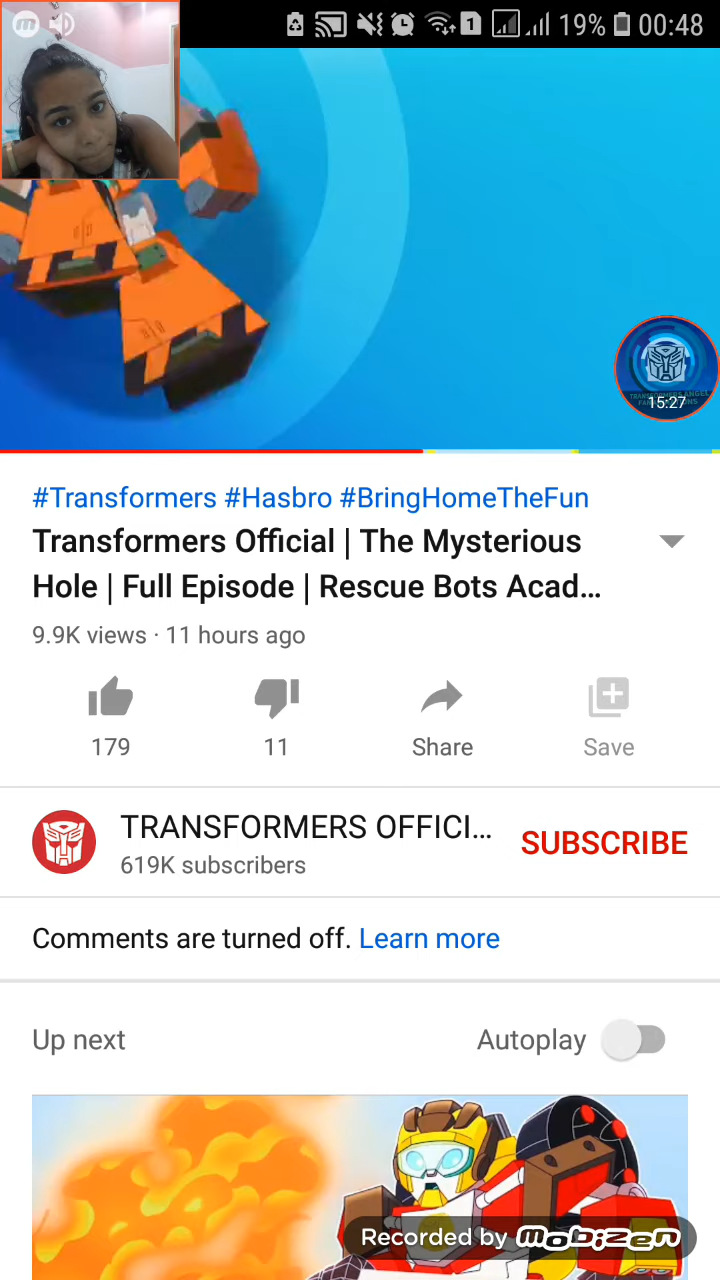 19% 00:48
15:27
#Transformers #Hasbro #BringHomeTheFun
Transformers Official | The Mysterious
Hole | Full Episode | Rescue Bots Acad...
9.9K views · 11 hours ago
179 11 Share Save
TRANSFORMERS OFFICI...
SUBSCRIBE
619K subscribers
Comments are turned off. Learn more
Up next Autoplay
Recorded by mobizen